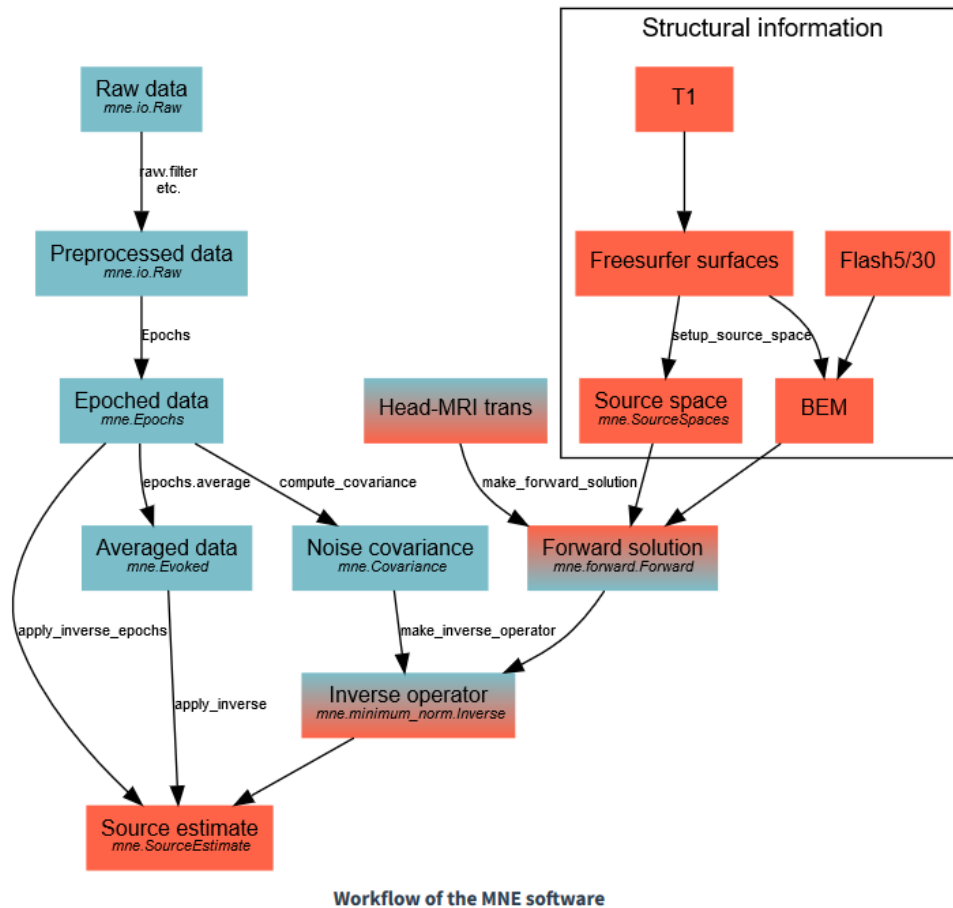 Structural information
Raw data
mne.io.Raw
T1
raw.filter
etc.
Preprocessed data
mne.io.Raw
Freesurfer surfaces
Flash5/30
Epochs
setup_source_space
Epoched data
mne.Epochs
Head-MRI trans
Source space
mne.SourceSpaces
BEM
epochs.average
compute_covariance
make_forward_solution
Averaged data
mne.Evoked
Noise covariance
mne.Covariance
Forward solution
mne.forward.Forward
apply_inverse_epochs
make_inverse_operator
Inverse operator
mne.minimum_norm.Inverse
apply_inverse
Source estimate
mne.SourceEstimate
Workflow of the MNE software